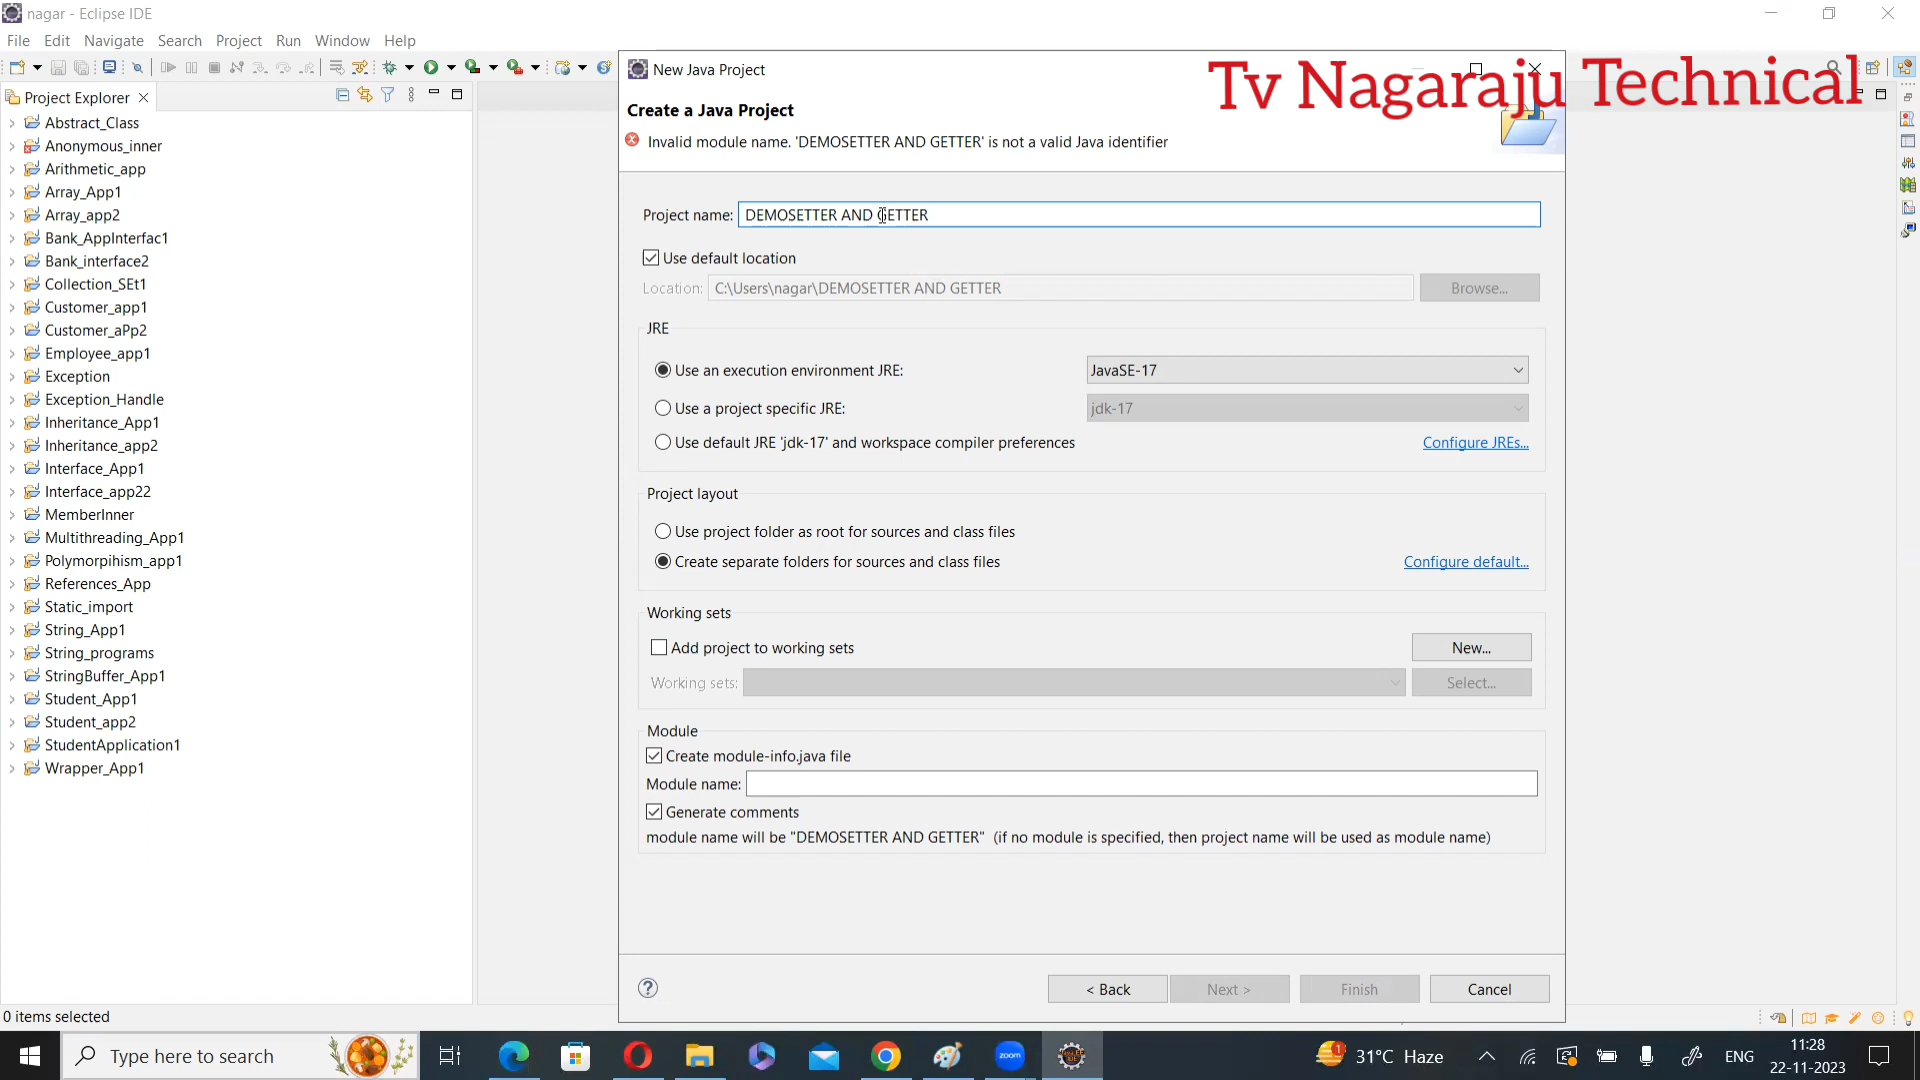 nagar - Eclipse IDE
File Edit Navigate Search Project Run Window Help
Tv Nagaraju Technical
Project Explorer
Abstract_Class
Anonymous_inner
Arithmetic_app
Array_App1
Array_app2
Bank_AppInterfac1
Bank_interface2
Collection_SEt1
Customer_app1
Customer_aPp2
Employee_app1
Exception
Exception_Handle
Inheritance_App1
Inheritance_app2
Interface_App1
Interface_app22
MemberInner
Multithreading_App1
Polymorpihism_app1
References_App
Static_import
String_App1
String_programs
StringBuffer_App1
Student_App1
Student_app2
StudentApplication1
Wrapper_App1
0 items selected
New Java Project
Create a Java Project
Invalid module name. 'DEMOSETTER AND GETTER' is not a valid Java identifier
Project name: DEMOSETTER AND GETTER
Use default location
Location: C:\Users\nagar\DEMOSETTER AND GETTER Browse...
JRE
Use an execution environment JRE: JavaSE-17
Use a project specific JRE: jdk-17
Use default JRE 'jdk-17' and workspace compiler preferences Configure JREs...
Project layout
Use project folder as root for sources and class files
Create separate folders for sources and class files Configure default...
Working sets
Add project to working sets New...
Working sets: Select...
Module
Create module-info.java file
Module name:
Generate comments
module name will be "DEMOSETTER AND GETTER" (if no module is specified, then project name will be used as module name)
< Back Next > Finish Cancel
Type here to search zoom 1 31°C Haze ENG 11:28
22-11-2023